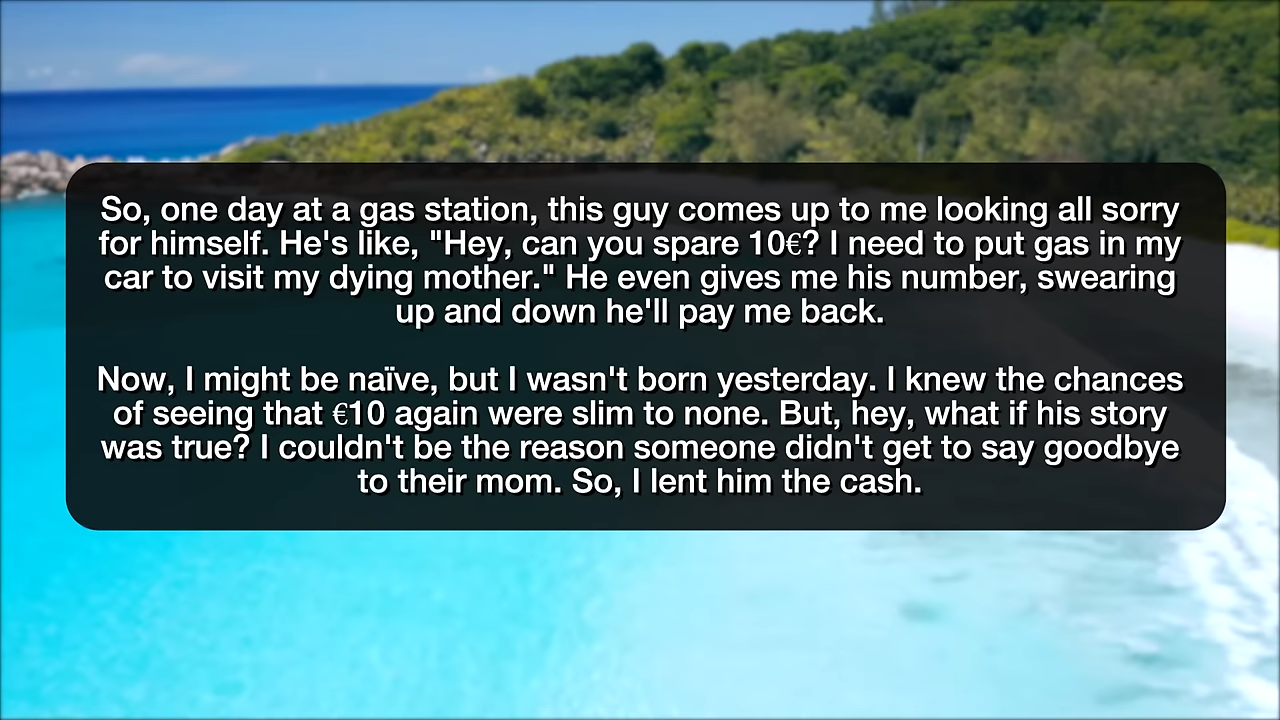 So, one day at a gas station, this guy comes up to me looking all sorry
for himself. He's like, "Hey, can you spare 10€? I need to put gas in my
car to visit my dying mother." He even gives me his number, swearing
up and down he'll pay me back.
Now, I might be naïve, but I wasn't born yesterday. I knew the chances
of seeing that €10 again were slim to none. But, hey, what if his story
was true? I couldn't be the reason someone didn't get to say goodbye
to their mom. So, I lent him the cash.